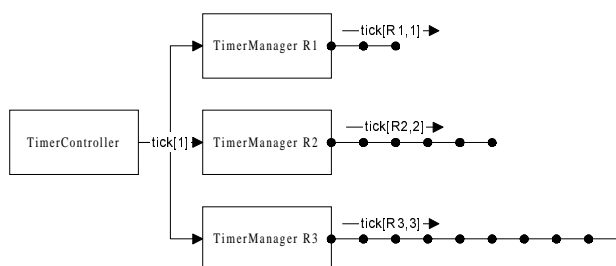 tick[R1,1]
TimerManager R1
tick[R2,2]
TimerController
tick[1]
TimerManager R2
tick[R3,3]
TimerManager R3